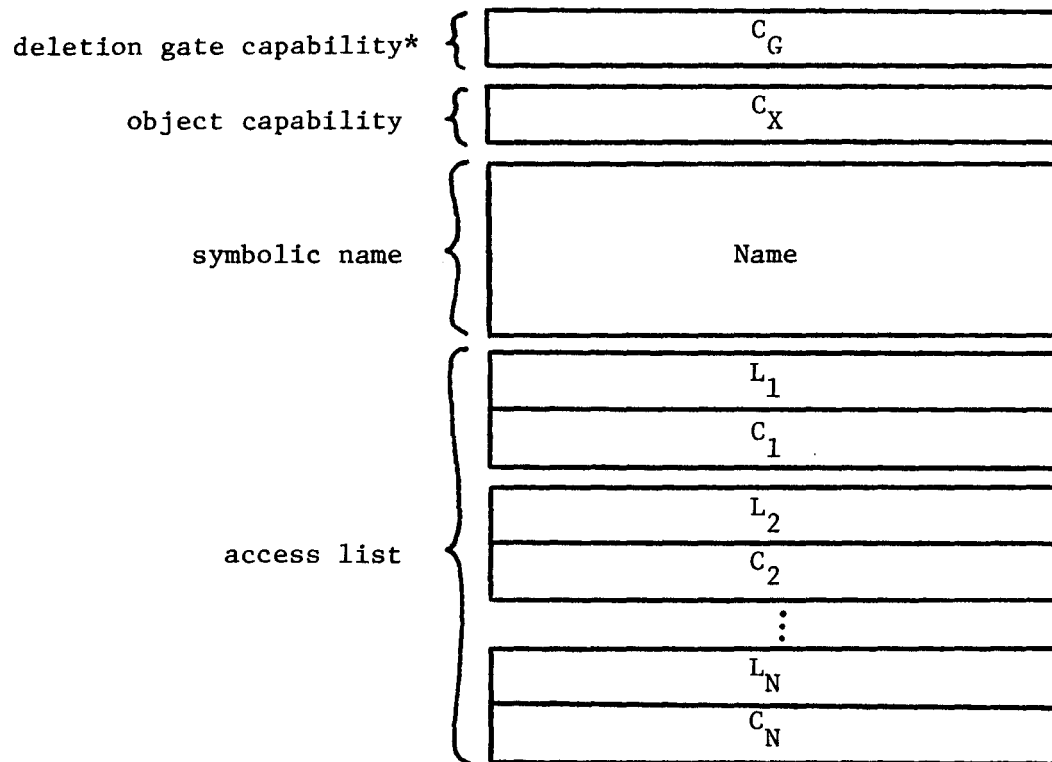 deletion gate capability* C_G
object capability C_X
symbolic name Name
L_1
C_1
L_2
access list C_2
⋮
L_N
C_N